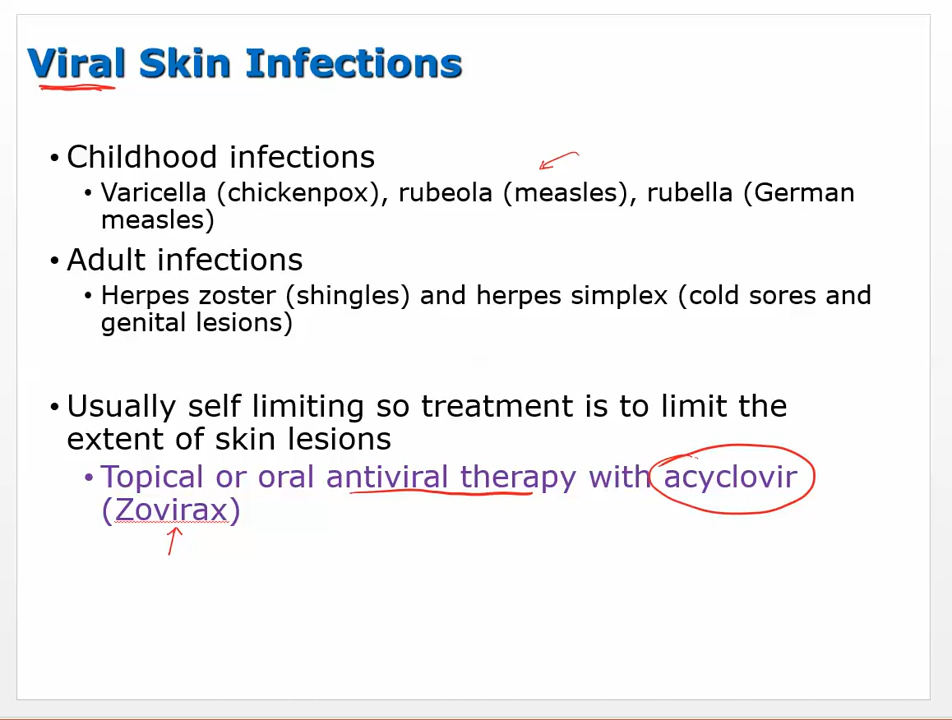 Viral Skin Infections
• Childhood infections
• Varicella (chickenpox), rubeola (measles), rubella (German
measles)
• Adult infections
• Herpes zoster (shingles) and herpes simplex (cold sores and
genital lesions)
• Usually self limiting so treatment is to limit the
extent of skin lesions
• Topical or oral antiviral therapy with acyclovir
(Zovirax)